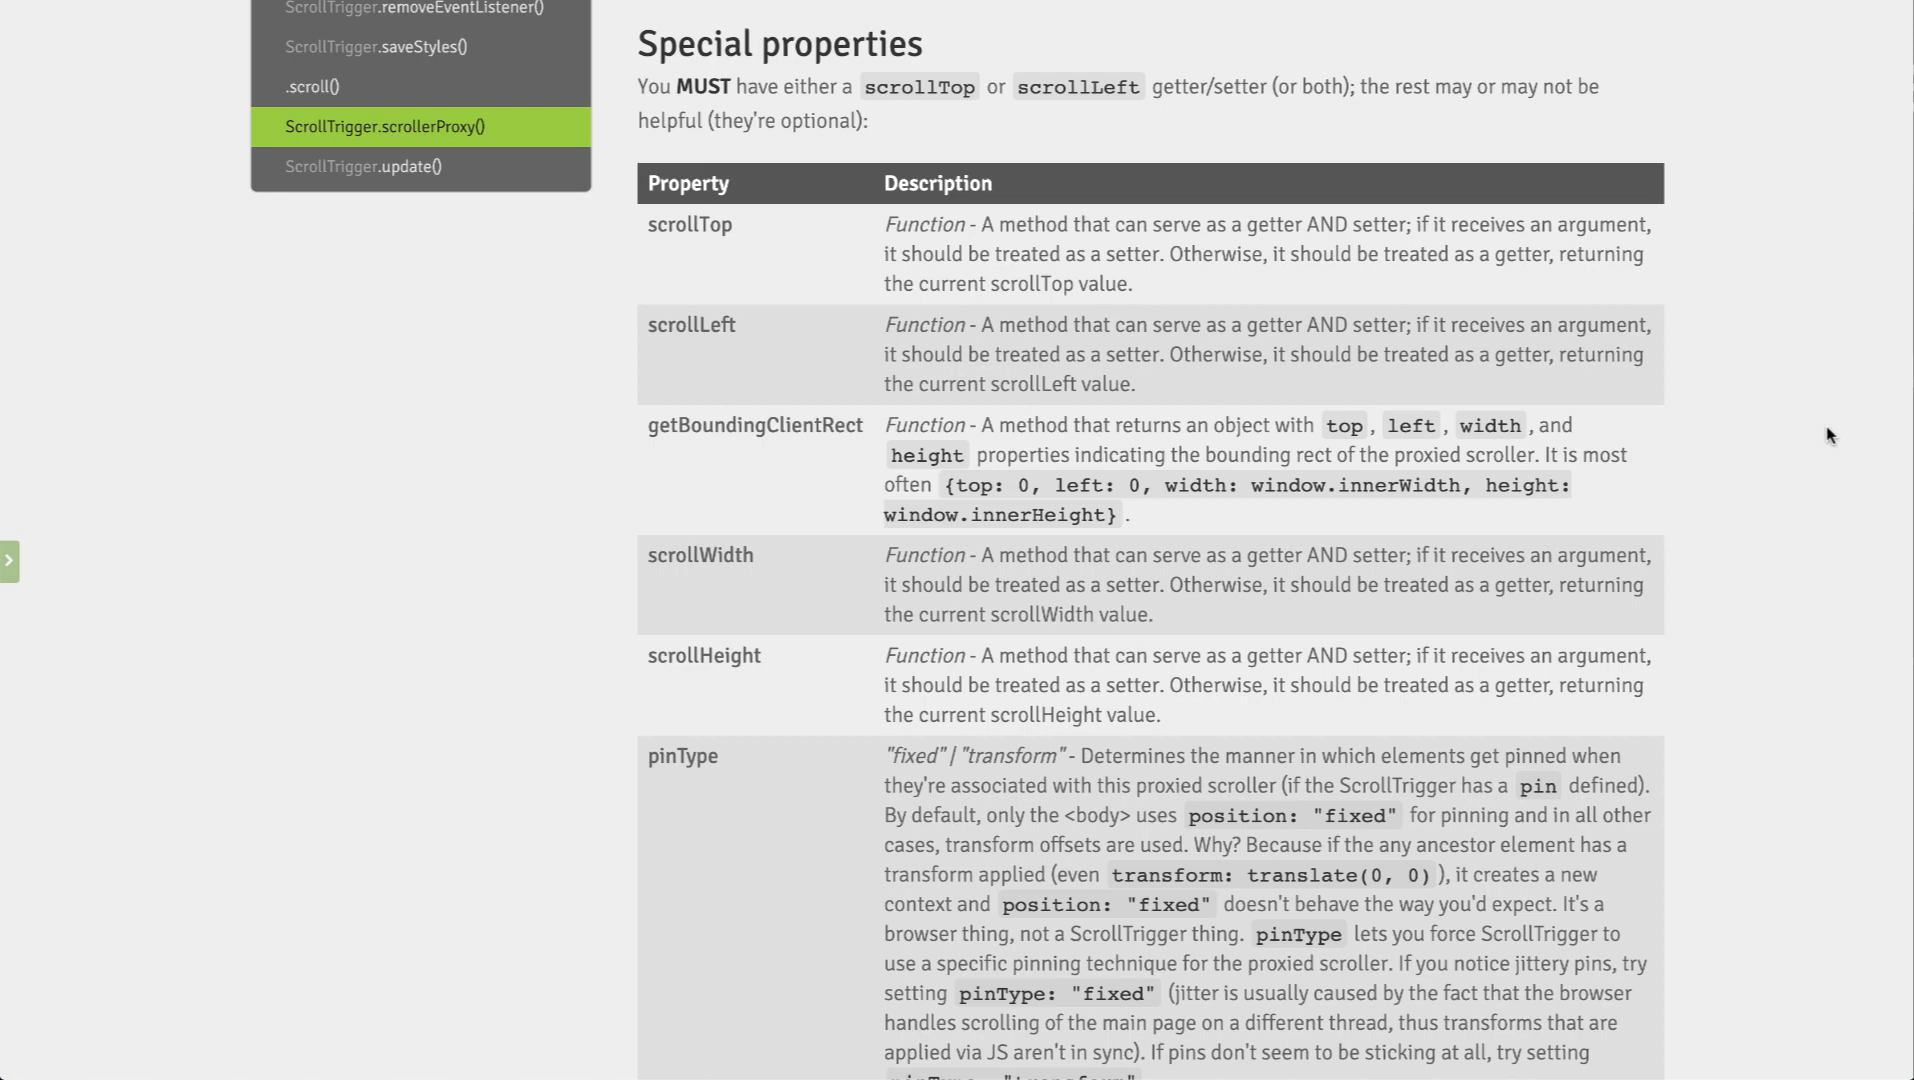 ScrollTrigger.removeEventListener()
ScrollTrigger.saveStyles()
.scroll()
ScrollTrigger.scrollerProxy()
ScrollTrigger.update()
Special properties
You MUST have either a scrollTop or scrollLeft getter/setter (or both); the rest may or may not be
helpful (they're optional):
Property Description
scrollTop Function - A method that can serve as a getter AND setter; if it receives an argument,
it should be treated as a setter. Otherwise, it should be treated as a getter, returning
the current scrollTop value.
scrollLeft Function - A method that can serve as a getter AND setter; if it receives an argument,
it should be treated as a setter. Otherwise, it should be treated as a getter, returning
the current scrollLeft value.
getBoundingClientRect Function - A method that returns an object with top, left, width, and
height properties indicating the bounding rect of the proxied scroller. It is most
often {top: 0, left: 0, width: window.innerWidth, height:
window.innerHeight}.
scrollWidth Function - A method that can serve as a getter AND setter; if it receives an argument,
it should be treated as a setter. Otherwise, it should be treated as a getter, returning
the current scrollWidth value.
scrollHeight Function - A method that can serve as a getter AND setter; if it receives an argument,
it should be treated as a setter. Otherwise, it should be treated as a getter, returning
the current scrollHeight value.
pinType "fixed" | "transform" - Determines the manner in which elements get pinned when
they're associated with this proxied scroller (if the ScrollTrigger has a pin defined).
By default, only the <body> uses position: "fixed" for pinning and in all other
cases, transform offsets are used. Why? Because if the any ancestor element has a
transform applied (even transform: translate(0, 0)), it creates a new
context and position: "fixed" doesn't behave the way you'd expect. It's a
browser thing, not a ScrollTrigger thing. pinType lets you force ScrollTrigger to
use a specific pinning technique for the proxied scroller. If you notice jittery pins, try
setting pinType: "fixed" (jitter is usually caused by the fact that the browser
handles scrolling of the main page on a different thread, thus transforms that are
applied via JS aren't in sync). If pins don't seem to be sticking at all, try setting